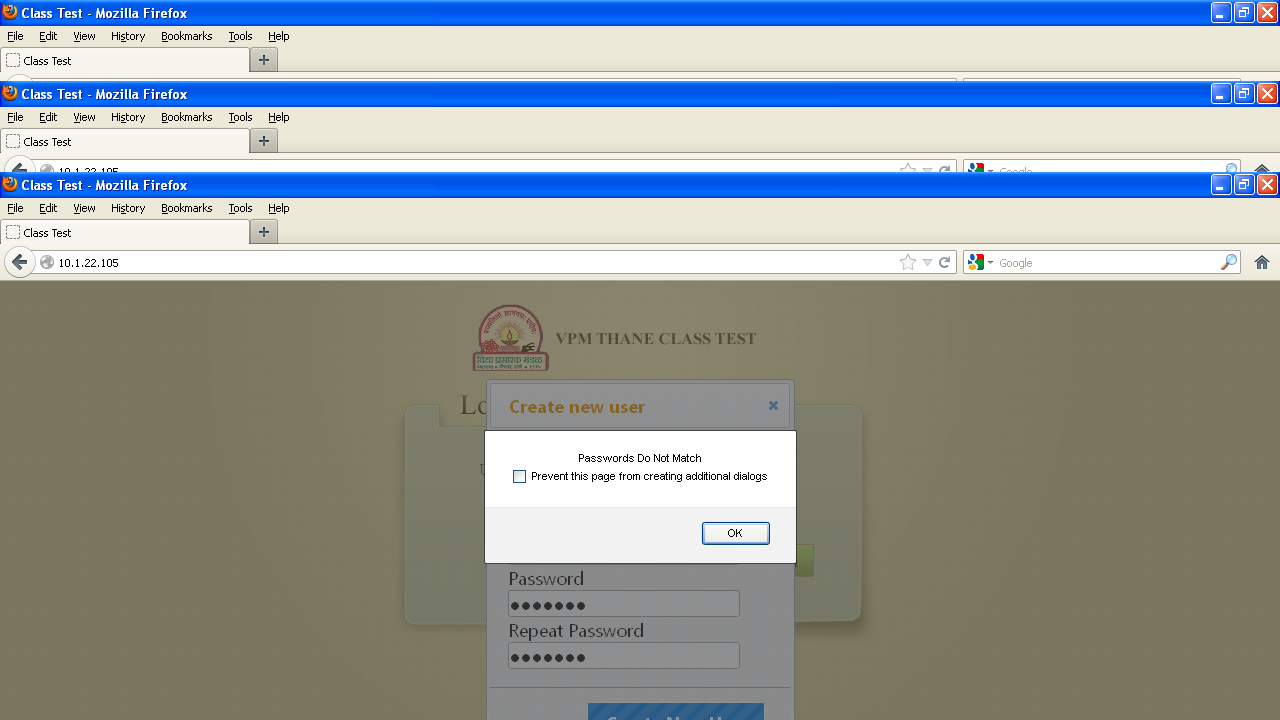 Class Test - Mozilla Firefox
File Edit View History Bookmarks Tools Help
Class Test
Class Test - Mozilla Firefox
File Edit View History Bookmarks Tools Help
Class Test
10.1.22.105
Google
Class Test - Mozilla Firefox
File Edit View History Bookmarks Tools Help
Class Test
10.1.22.105
Google
VPM THANE CLASS TEST
Create new user
Passwords Do Not Match
Prevent this page from creating additional dialogs
OK
Password
Repeat Password